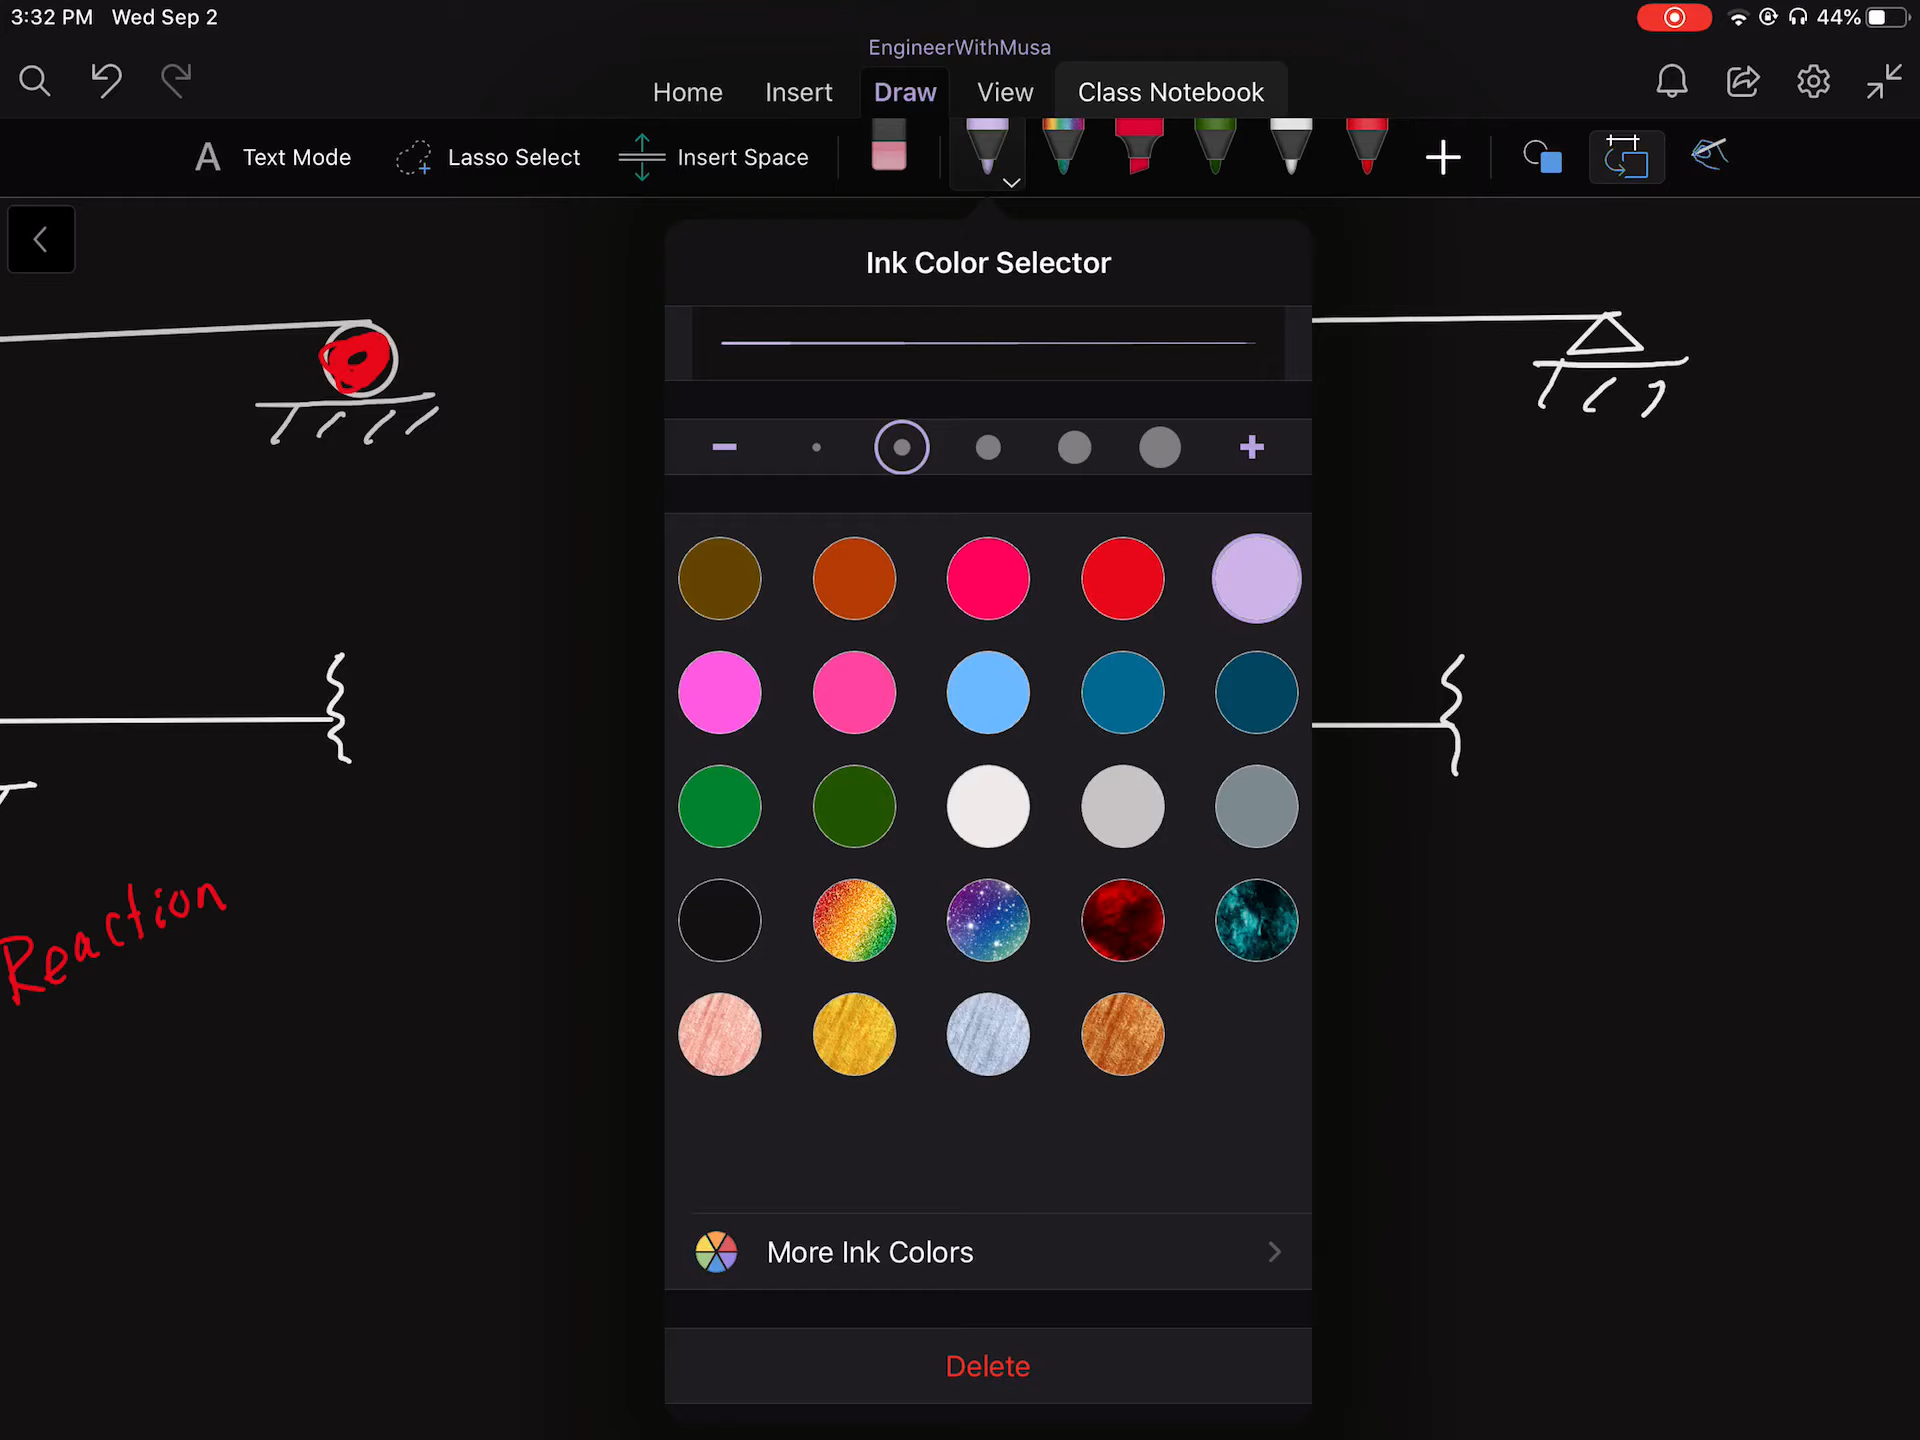 3:32 PM Wed Sep 2
44%
EngineerWithMusa
Home Insert Draw View Class Notebook
A Text Mode Lasso Select Insert Space
Ink Color Selector
Reaction
More Ink Colors
Delete